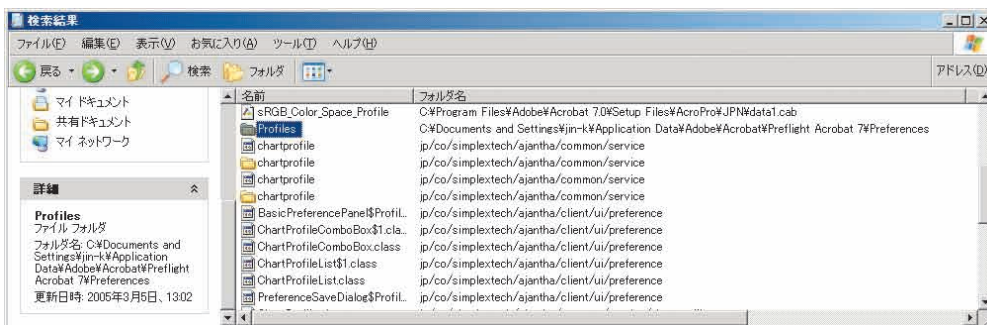 検索結果
ファイル(F) 編集(E) 表示(V) お気に入り(A) ツール(T) ヘルプ(H)
戻る 検索 フォルダ アドレス(D)
マイ ドキュメント
共有ドキュメント
マイ ネットワーク
詳細
Profiles
ファイル フォルダ
フォルダ名: C:¥Documents and
Settings¥jin-k¥Application
Data¥Adobe¥Acrobat¥Preflight
Acrobat 7¥Preferences
更新日時: 2005年3月5日、13:02
名前 フォルダ名
sRGB_Color_Space_Profile C:¥Program Files¥Adobe¥Acrobat 7.0¥Setup Files¥AcroPro¥JPN¥data1.cab
Profiles C:¥Documents and Settings¥jin-k¥Application Data¥Adobe¥Acrobat¥Preflight Acrobat 7¥Preferences
chartprofile jp/co/simplextech/ajantha/common/service
chartprofile jp/co/simplextech/ajantha/common/service
chartprofile jp/co/simplextech/ajantha/common/service
chartprofile jp/co/simplextech/ajantha/common/service
BasicPreferencePanel$Profil... jp/co/simplextech/ajantha/client/ui/preference
ChartProfileComboBox$1.cla... jp/co/simplextech/ajantha/client/ui/preference
ChartProfileComboBox.class jp/co/simplextech/ajantha/client/ui/preference
ChartProfileList$1.class jp/co/simplextech/ajantha/client/ui/preference
ChartProfileList.class jp/co/simplextech/ajantha/client/ui/preference
PreferenceSaveDialog$Profil... jp/co/simplextech/ajantha/client/ui/preference